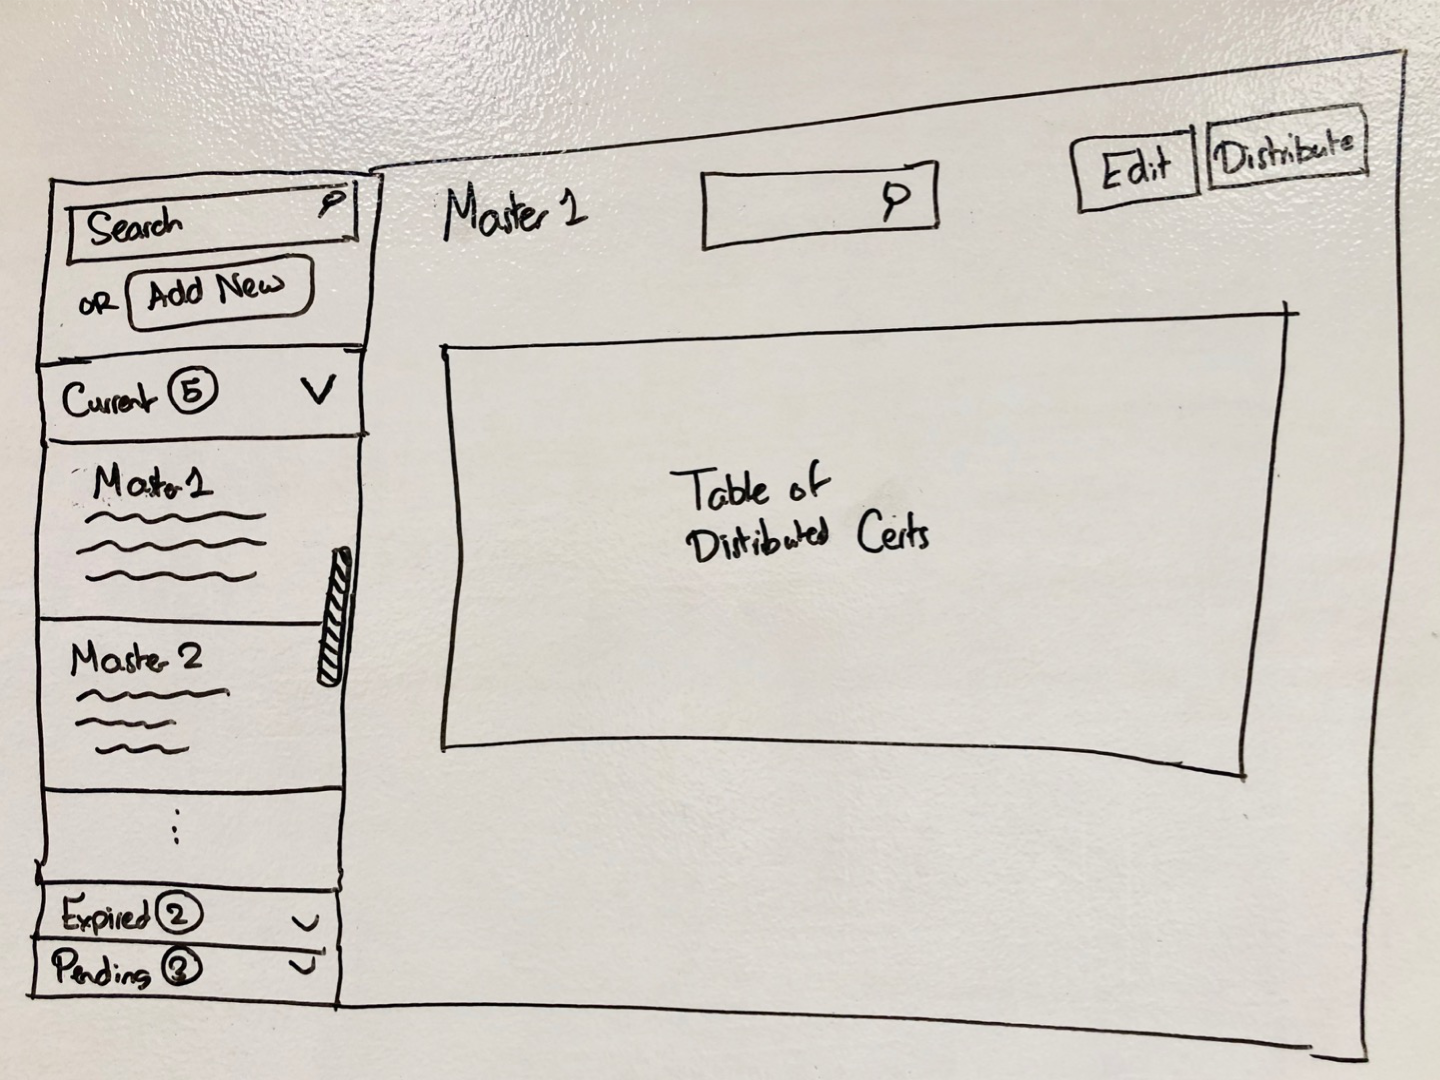 Search
OR Add New
Current 5
Master 1
Master 2
Expired 2
Pending 3
Master 1
Edit
Distribute
Table of
Distibuted Certs